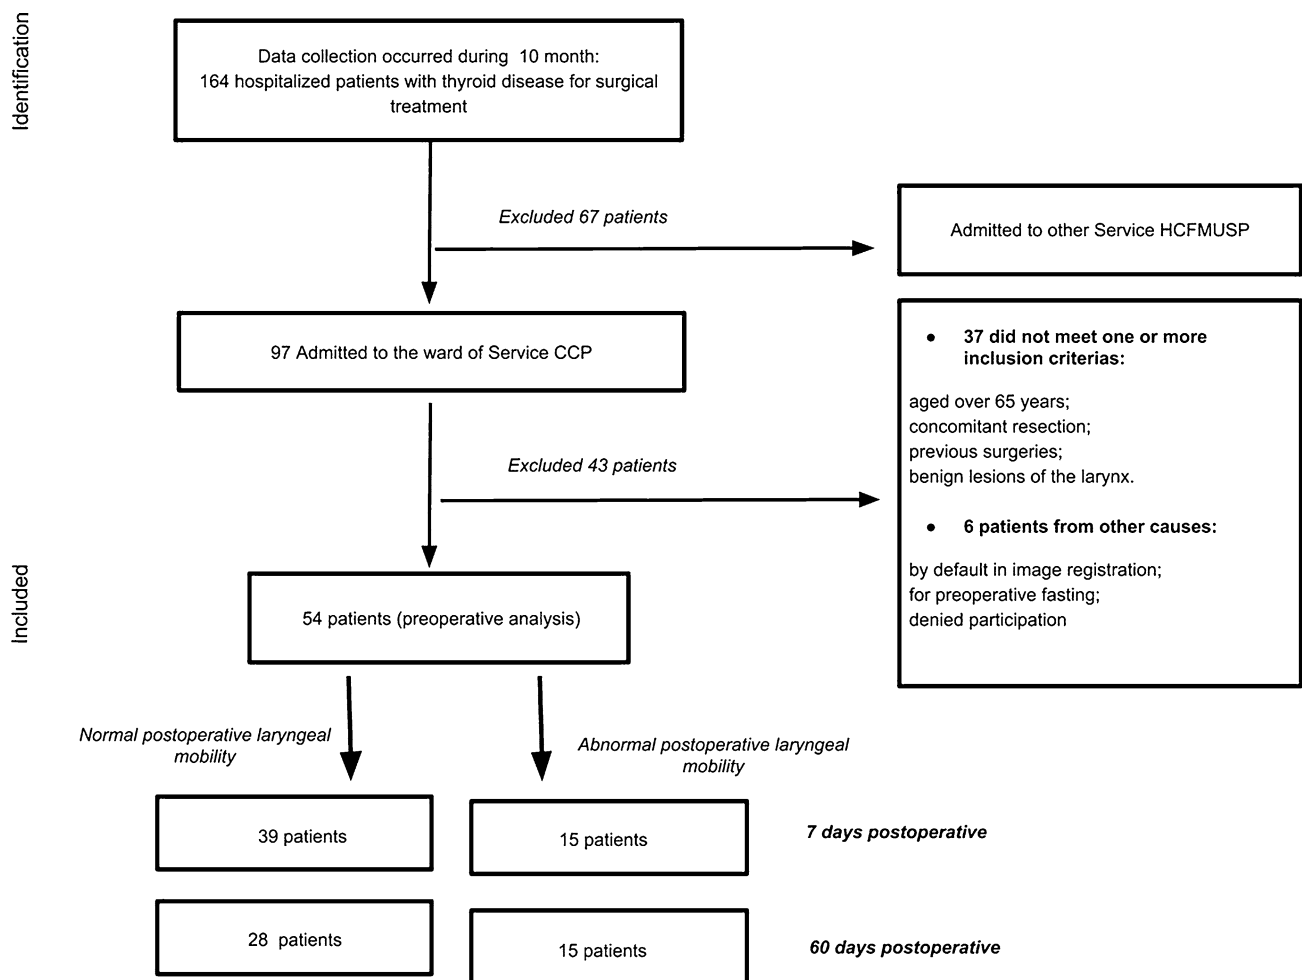 Identification
Data collection occurred during 10 month:
164 hospitalized patients with thyroid disease for surgical
treatment
Excluded 67 patients
Admitted to other Service HCFMUSP
97 Admitted to the ward of Service CCP
Excluded 43 patients
● 37 did not meet one or more
inclusion criterias:
aged over 65 years;
concomitant resection;
previous surgeries;
benign lesions of the larynx.
● 6 patients from other causes:
by default in image registration;
for preoperative fasting;
denied participation
Included
54 patients (preoperative analysis)
Normal postoperative laryngeal
mobility
Abnormal postoperative laryngeal
mobility
39 patients
15 patients
7 days postoperative
28 patients
15 patients
60 days postoperative